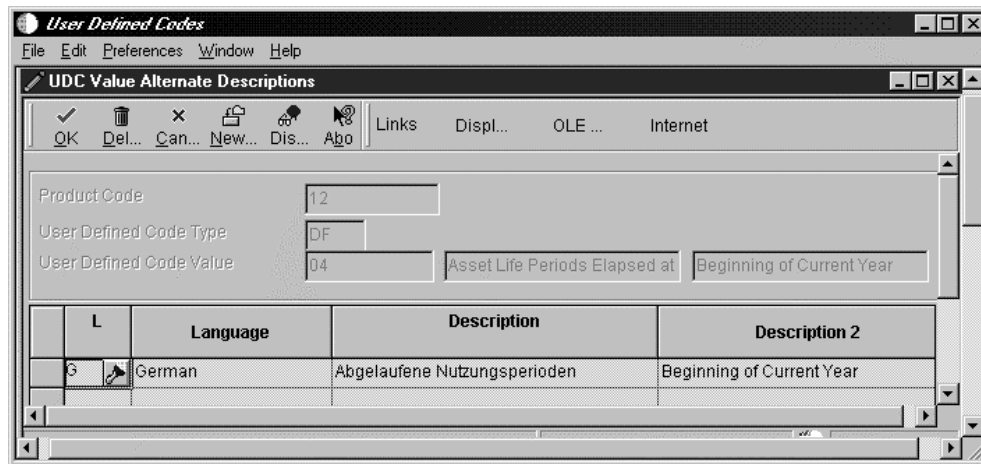 User Defined Codes
File Edit Preferences Window Help
UDC Value Alternate Descriptions
OK Del... Can... New... Dis... Abo Links Displ... OLE ... Internet
Product Code 12
User Defined Code Type DF
User Defined Code Value 04 Asset Life Periods Elapsed at Beginning of Current Year
L Language Description Description 2
G German Abgelaufene Nutzungsperioden Beginning of Current Year